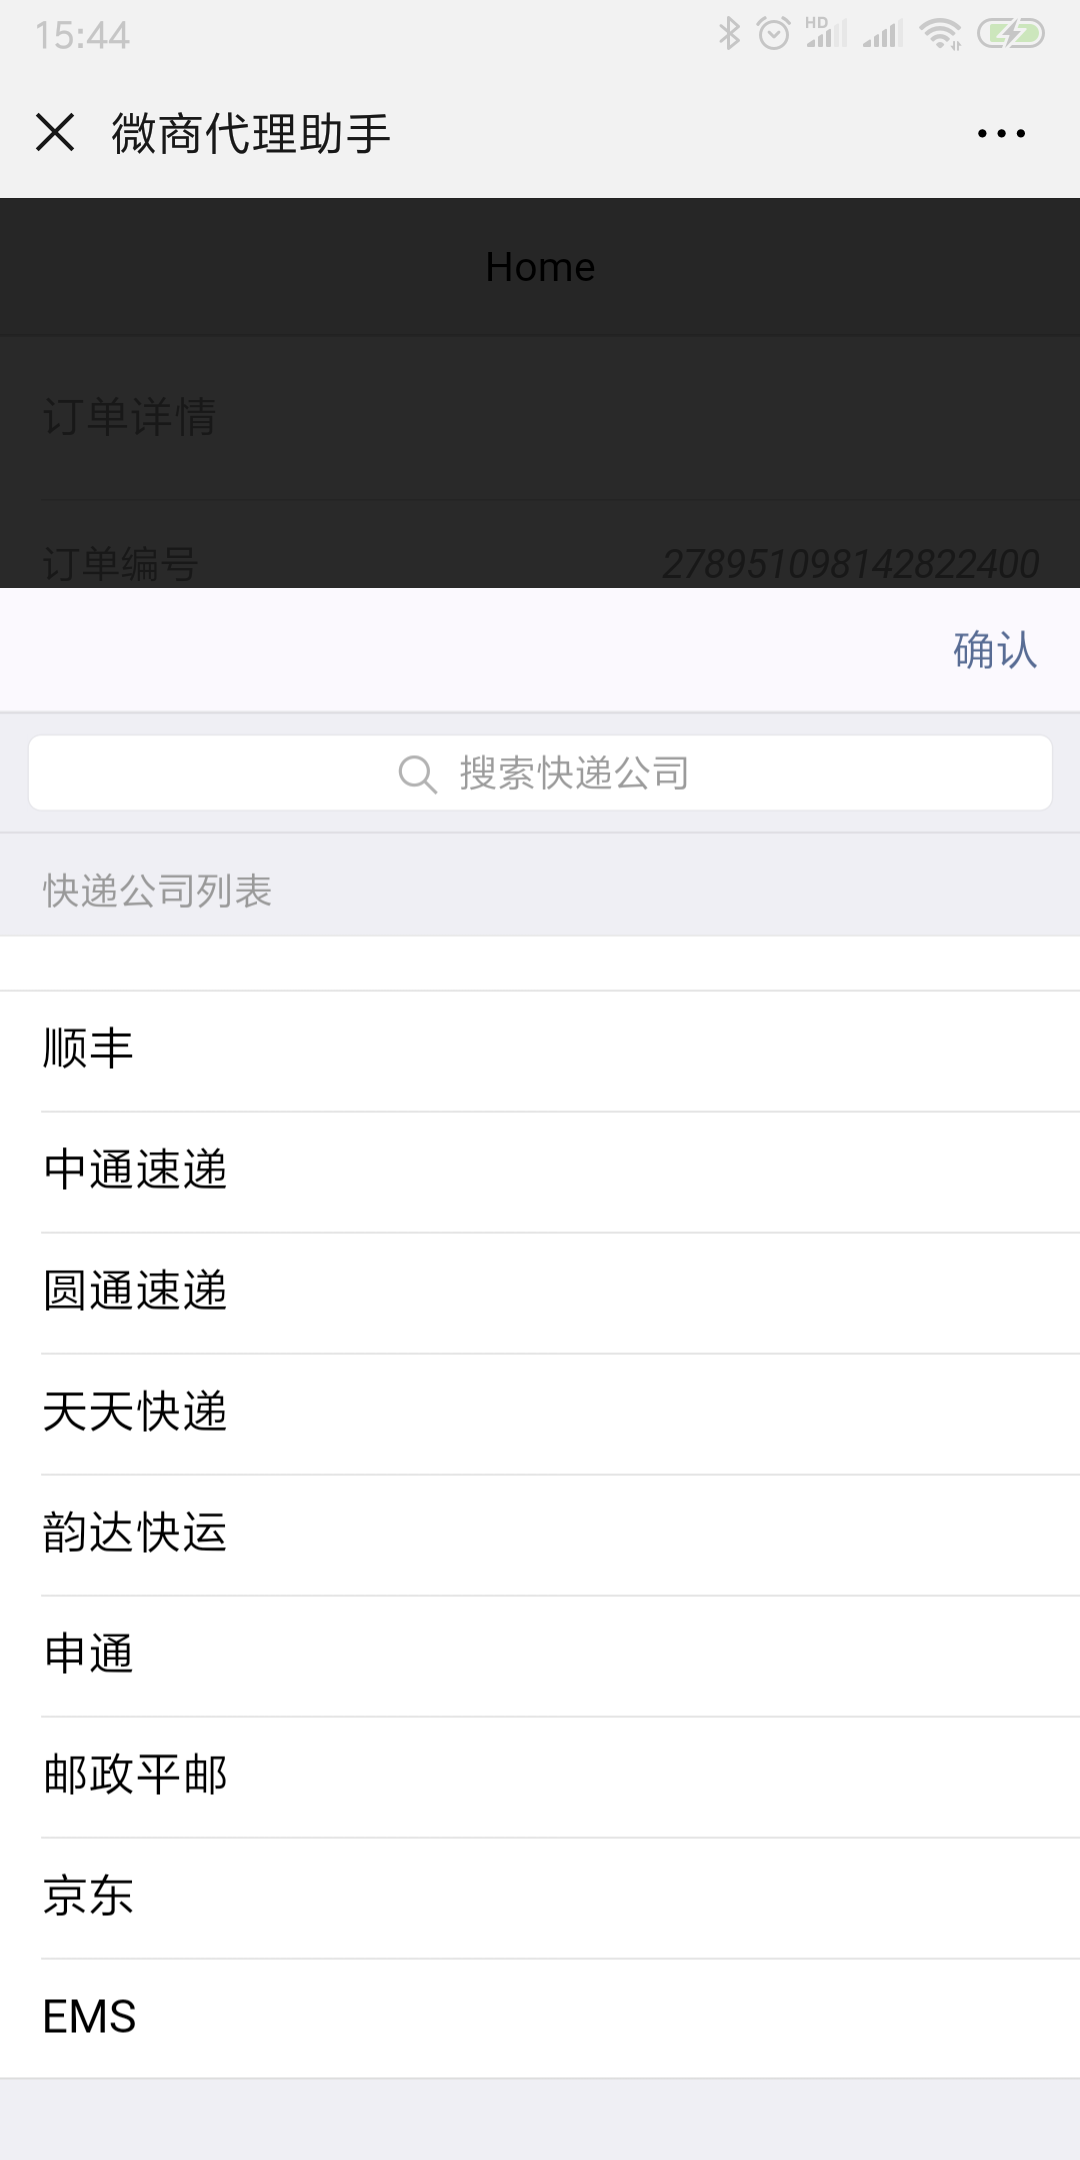 15:44
HD
微商代理助手
Home
订单详情
订单编号 278951098142822400
确认
搜索快递公司
快递公司列表
顺丰
中通速递
圆通速递
天天快递
韵达快运
申通
邮政平邮
京东
EMS